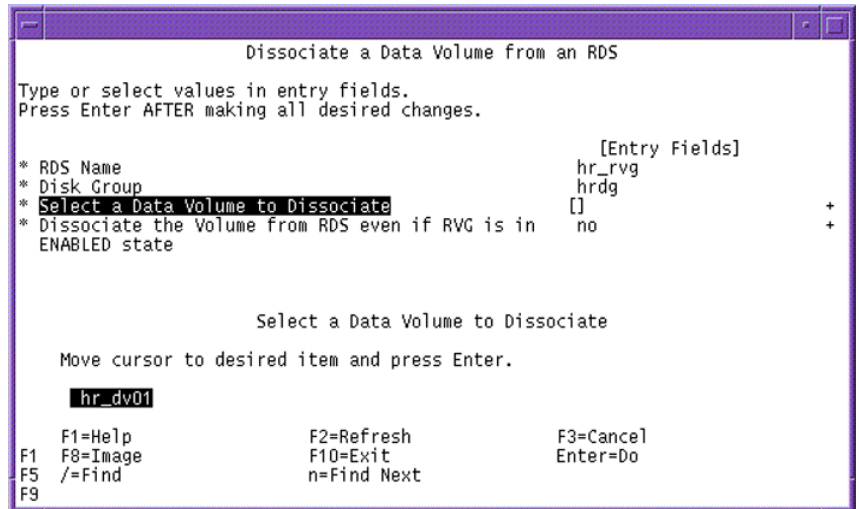 Dissociate a Data Volume from an RDS
Type or select values in entry fields.
Press Enter AFTER making all desired changes.
[Entry Fields]
* RDS Name hr_rvg
* Disk Group hrdg
* Select a Data Volume to Dissociate [] +
* Dissociate the Volume from RDS even if RVG is in no +
ENABLED state
Select a Data Volume to Dissociate
Move cursor to desired item and press Enter.
hr_dv01
F1=Help F2=Refresh F3=Cancel
F1 F8=Image F10=Exit Enter=Do
F5 /=Find n=Find Next
F9